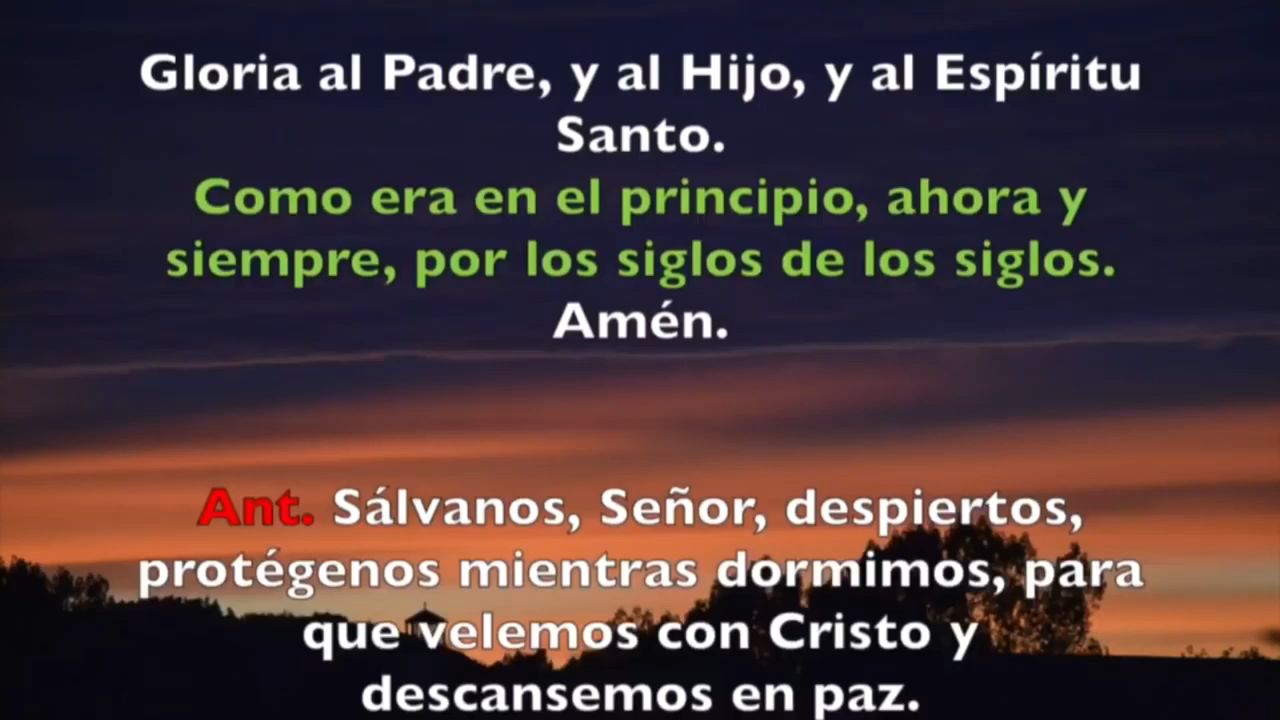 Gloria al Padre, y al Hijo, y al Espíritu
Santo.
Como era en el principio, ahora y
siempre, por los siglos de los siglos.
Amén.
Ant. Sálvanos, Señor, despiertos,
protégenos mientras dormimos, para
que velemos con Cristo y
descansemos en paz.